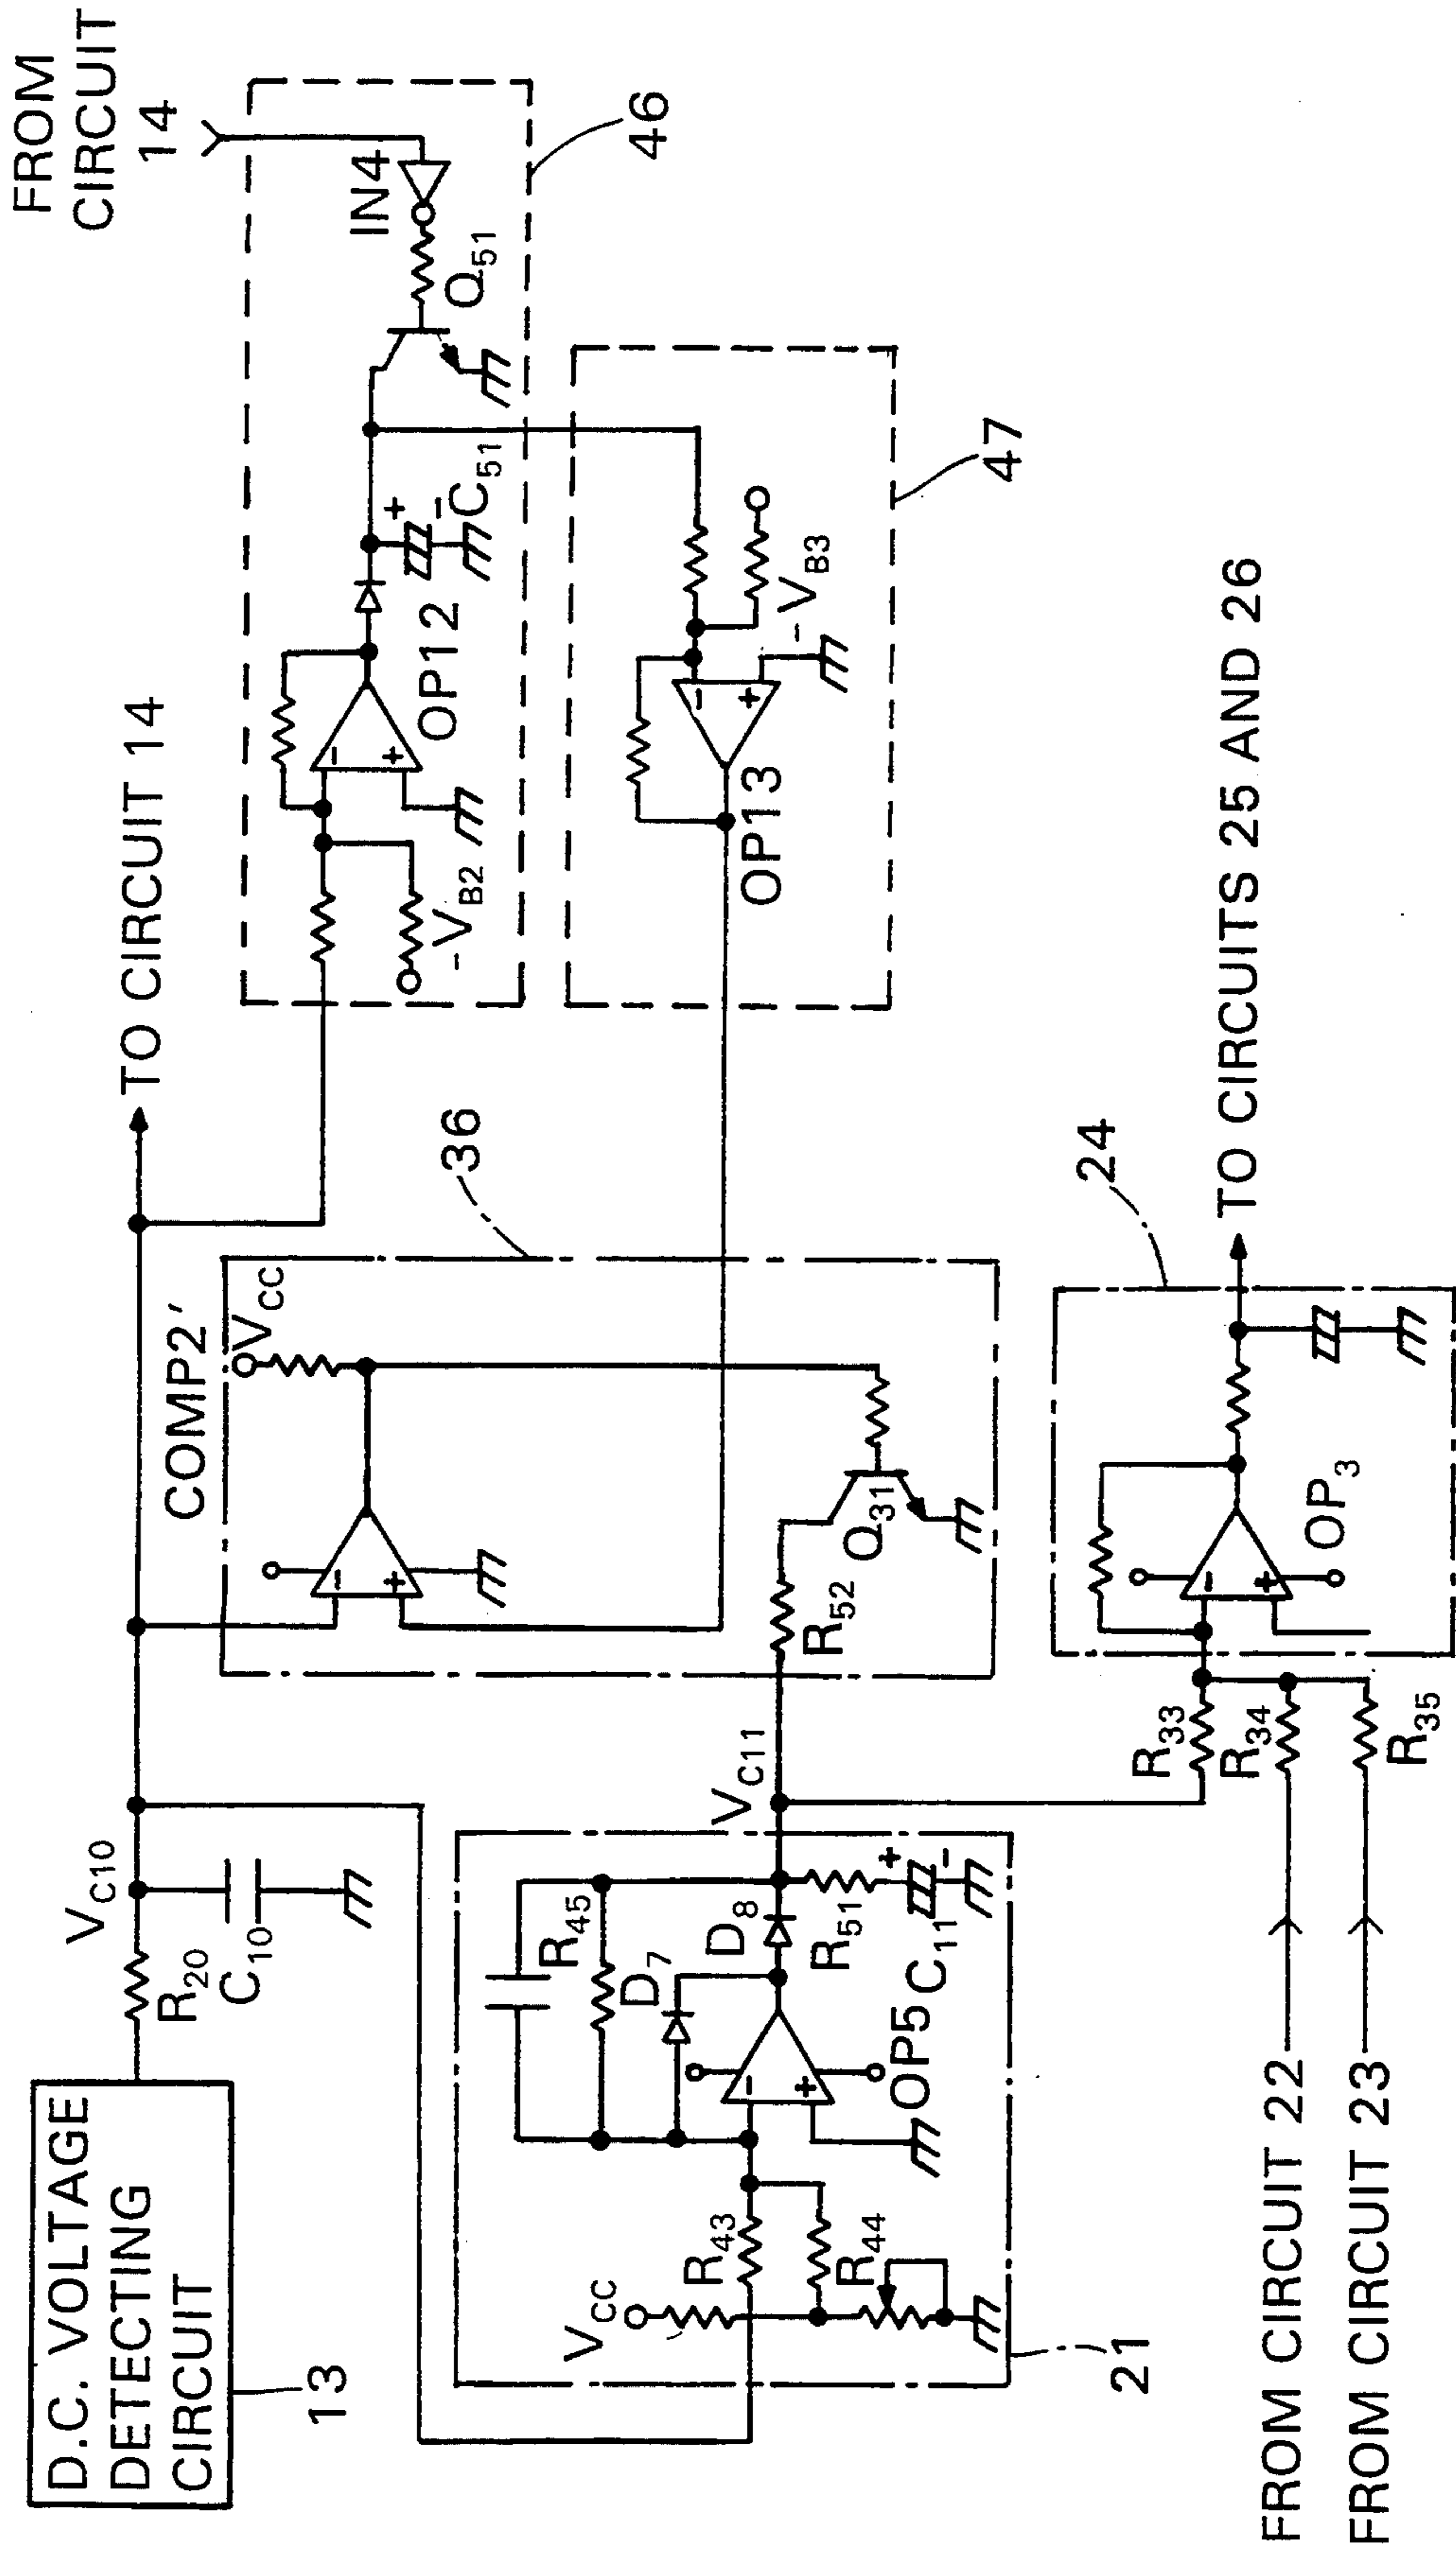 FROM
CIRCUIT
14
TO CIRCUIT 14
IN4
Q51
46
+
-
C51
OP12
-
+
-VB2
47
-VB3
-
+
OP13
36
COMP2'
VCC
-
+
Q31
R52
TO CIRCUITS 25 AND 26
24
OP3
-
+
R33
R34
R35
VC10
R20
C10
D.C. VOLTAGE
DETECTING
CIRCUIT
13
VC11
R45
D7
D8
R51
+
-
C11
OP5
-
+
R43
R44
VCC
21
FROM CIRCUIT 22
FROM CIRCUIT 23